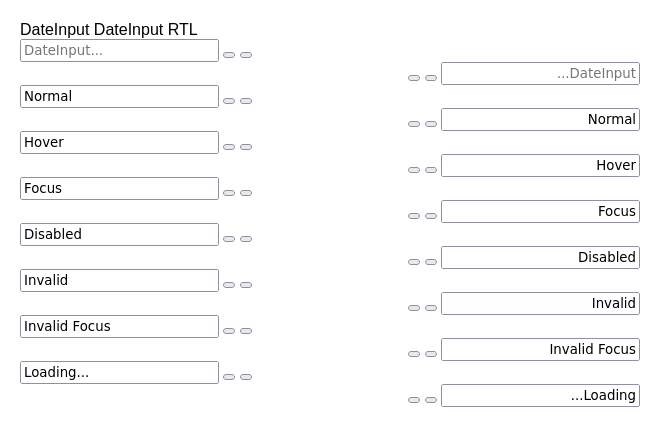 DateInput DateInput RTL
DateInput...
Normal
Hover
Focus
Disabled
Invalid
Invalid Focus
Loading...
...DateInput
Normal
Hover
Focus
Disabled
Invalid
Invalid Focus
...Loading